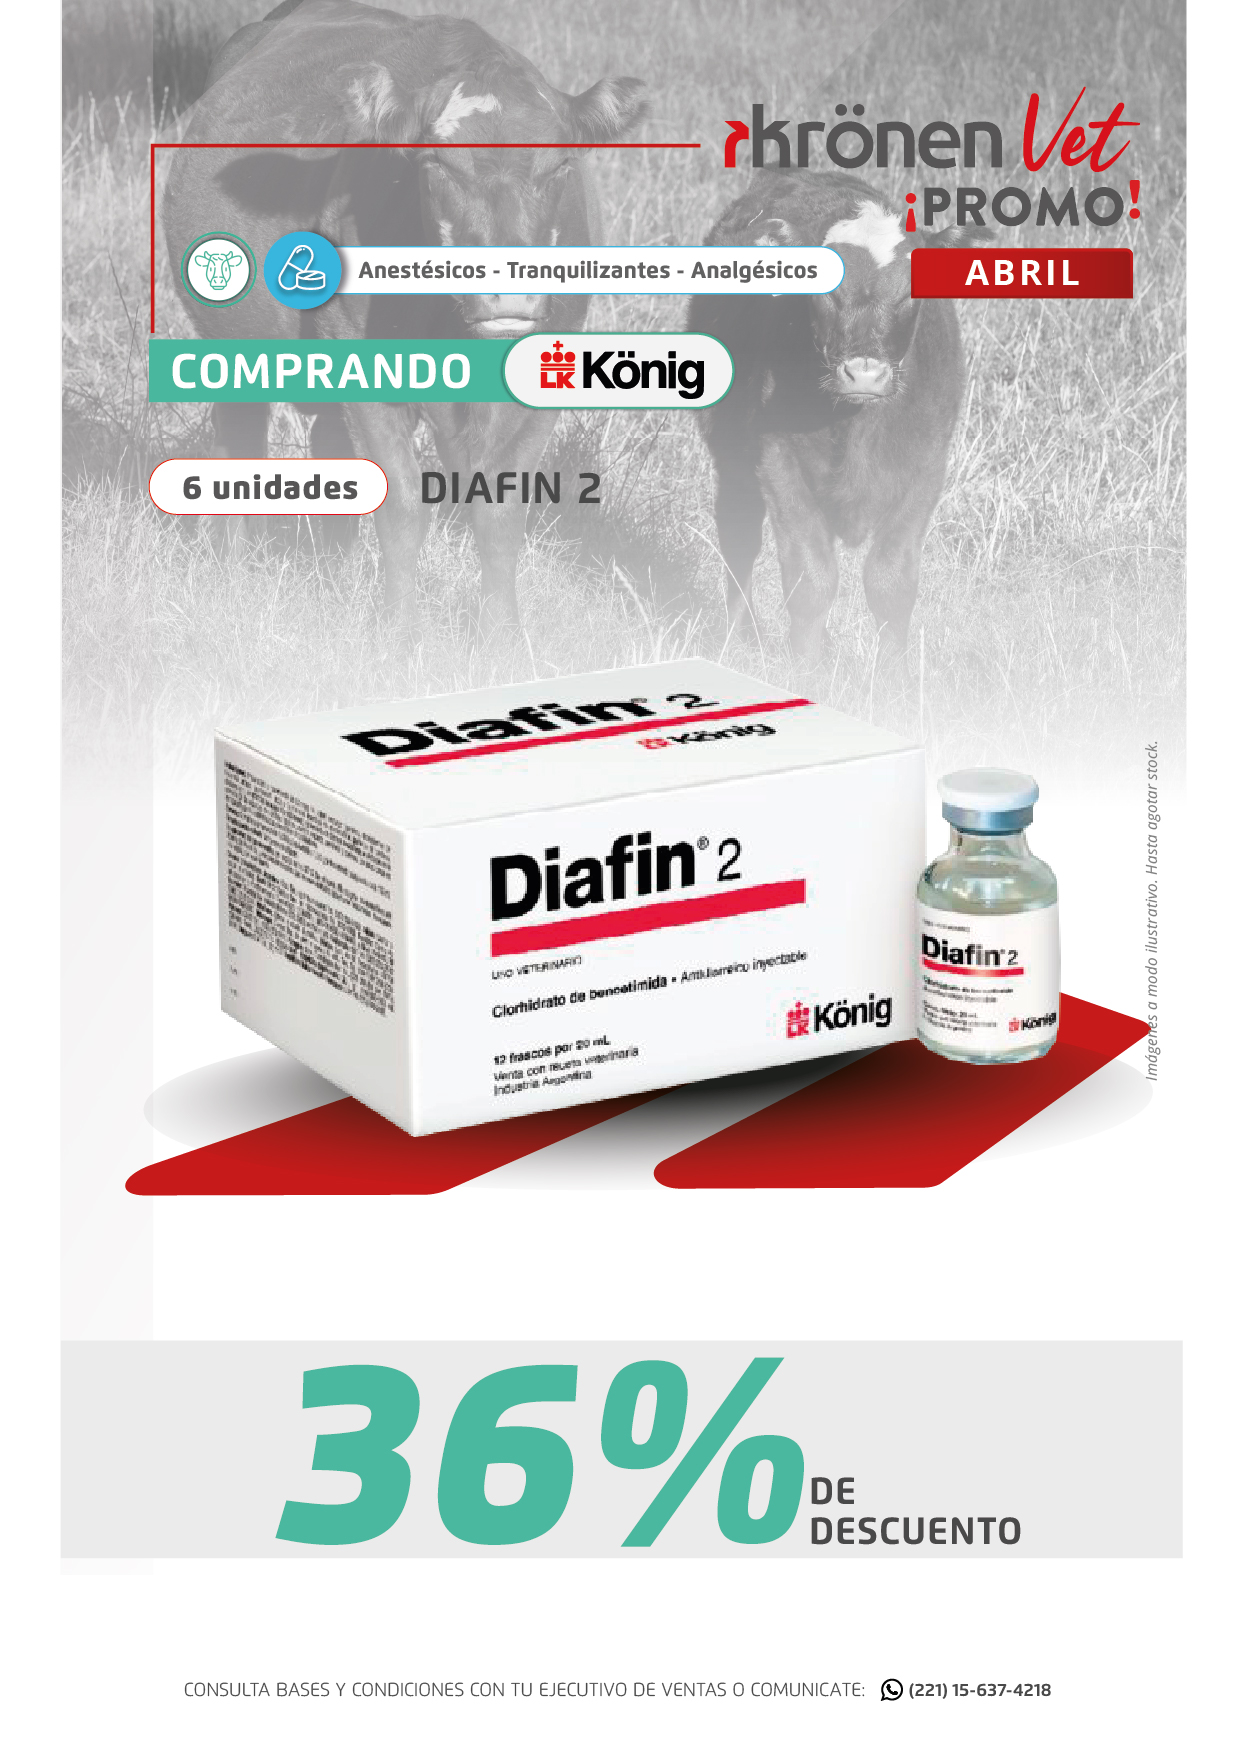 krönen Vet
¡PROMO!
ABRIL
Anestésicos - Tranquilizantes - Analgésicos
COMPRANDO
LK König
6 unidades
DIAFIN 2
Diafin® 2
König
Diafin® 2
USO VETERINARIO
Clorhidrato de bencetimida • Antidiarreico inyectable
12 frascos por 20 mL
Venta con receta veterinaria
Industria Argentina
LK König
Diafin® 2
König
Imágenes a modo ilustrativo. Hasta agotar stock.
36%
DE
DESCUENTO
CONSULTA BASES Y CONDICIONES CON TU EJECUTIVO DE VENTAS O COMUNICATE: (221) 15-637-4218